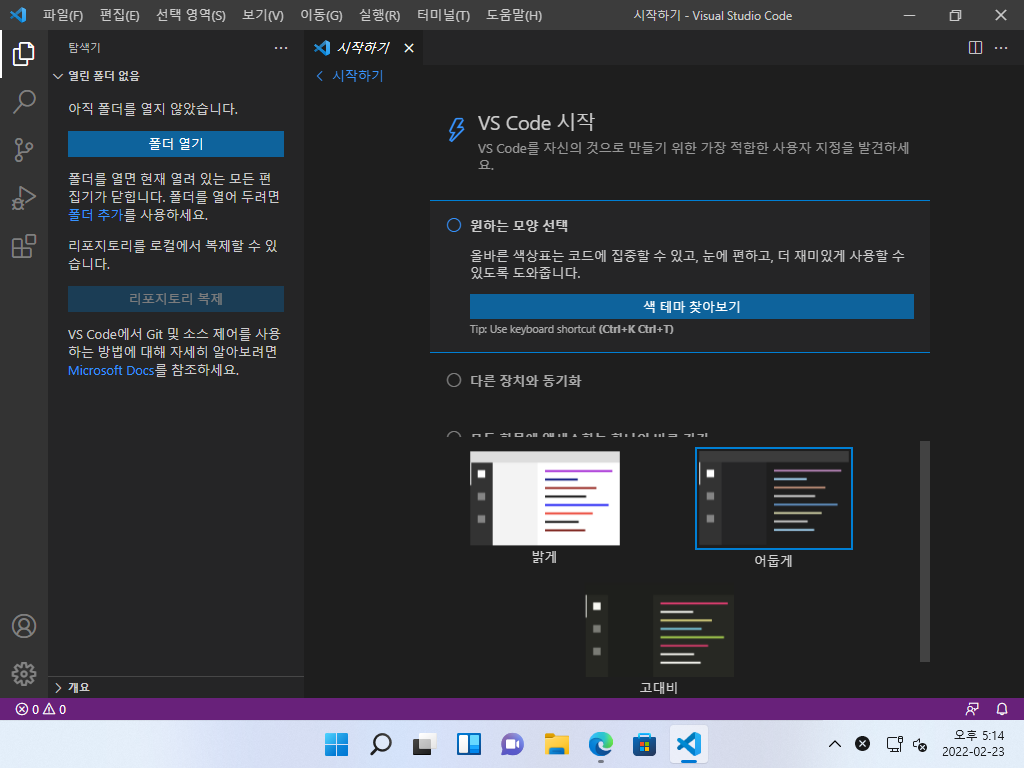 파일(F) 편집(E) 선택 영역(S) 보기(V) 이동(G) 실행(R) 터미널(T) 도움말(H) 시작하기 - Visual Studio Code
탐색기
열린 폴더 없음
아직 폴더를 열지 않았습니다.
폴더 열기
폴더를 열면 현재 열려 있는 모든 편
집기가 닫힙니다. 폴더를 열어 두려면
폴더 추가를 사용하세요.
리포지토리를 로컬에서 복제할 수 있
습니다.
리포지토리 복제
VS Code에서 Git 및 소스 제어를 사용
하는 방법에 대해 자세히 알아보려면
Microsoft Docs를 참조하세요.
개요
시작하기
시작하기
VS Code 시작
VS Code를 자신의 것으로 만들기 위한 가장 적합한 사용자 지정을 발견하세
요.
원하는 모양 선택
올바른 색상표는 코드에 집중할 수 있고, 눈에 편하고, 더 재미있게 사용할 수
있도록 도와줍니다.
색 테마 찾아보기
Tip: Use keyboard shortcut (Ctrl+K Ctrl+T)
다른 장치와 동기화
밝게
어둡게
고대비
0 0
오후 5:14
2022-02-23